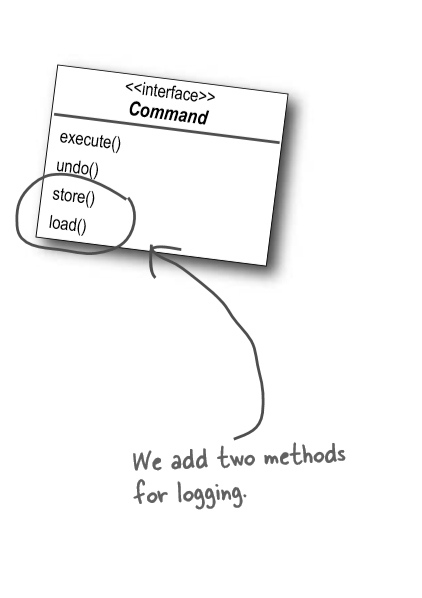 <<interface>>
Command
execute()
undo()
store()
load()
We add two methods
for logging.